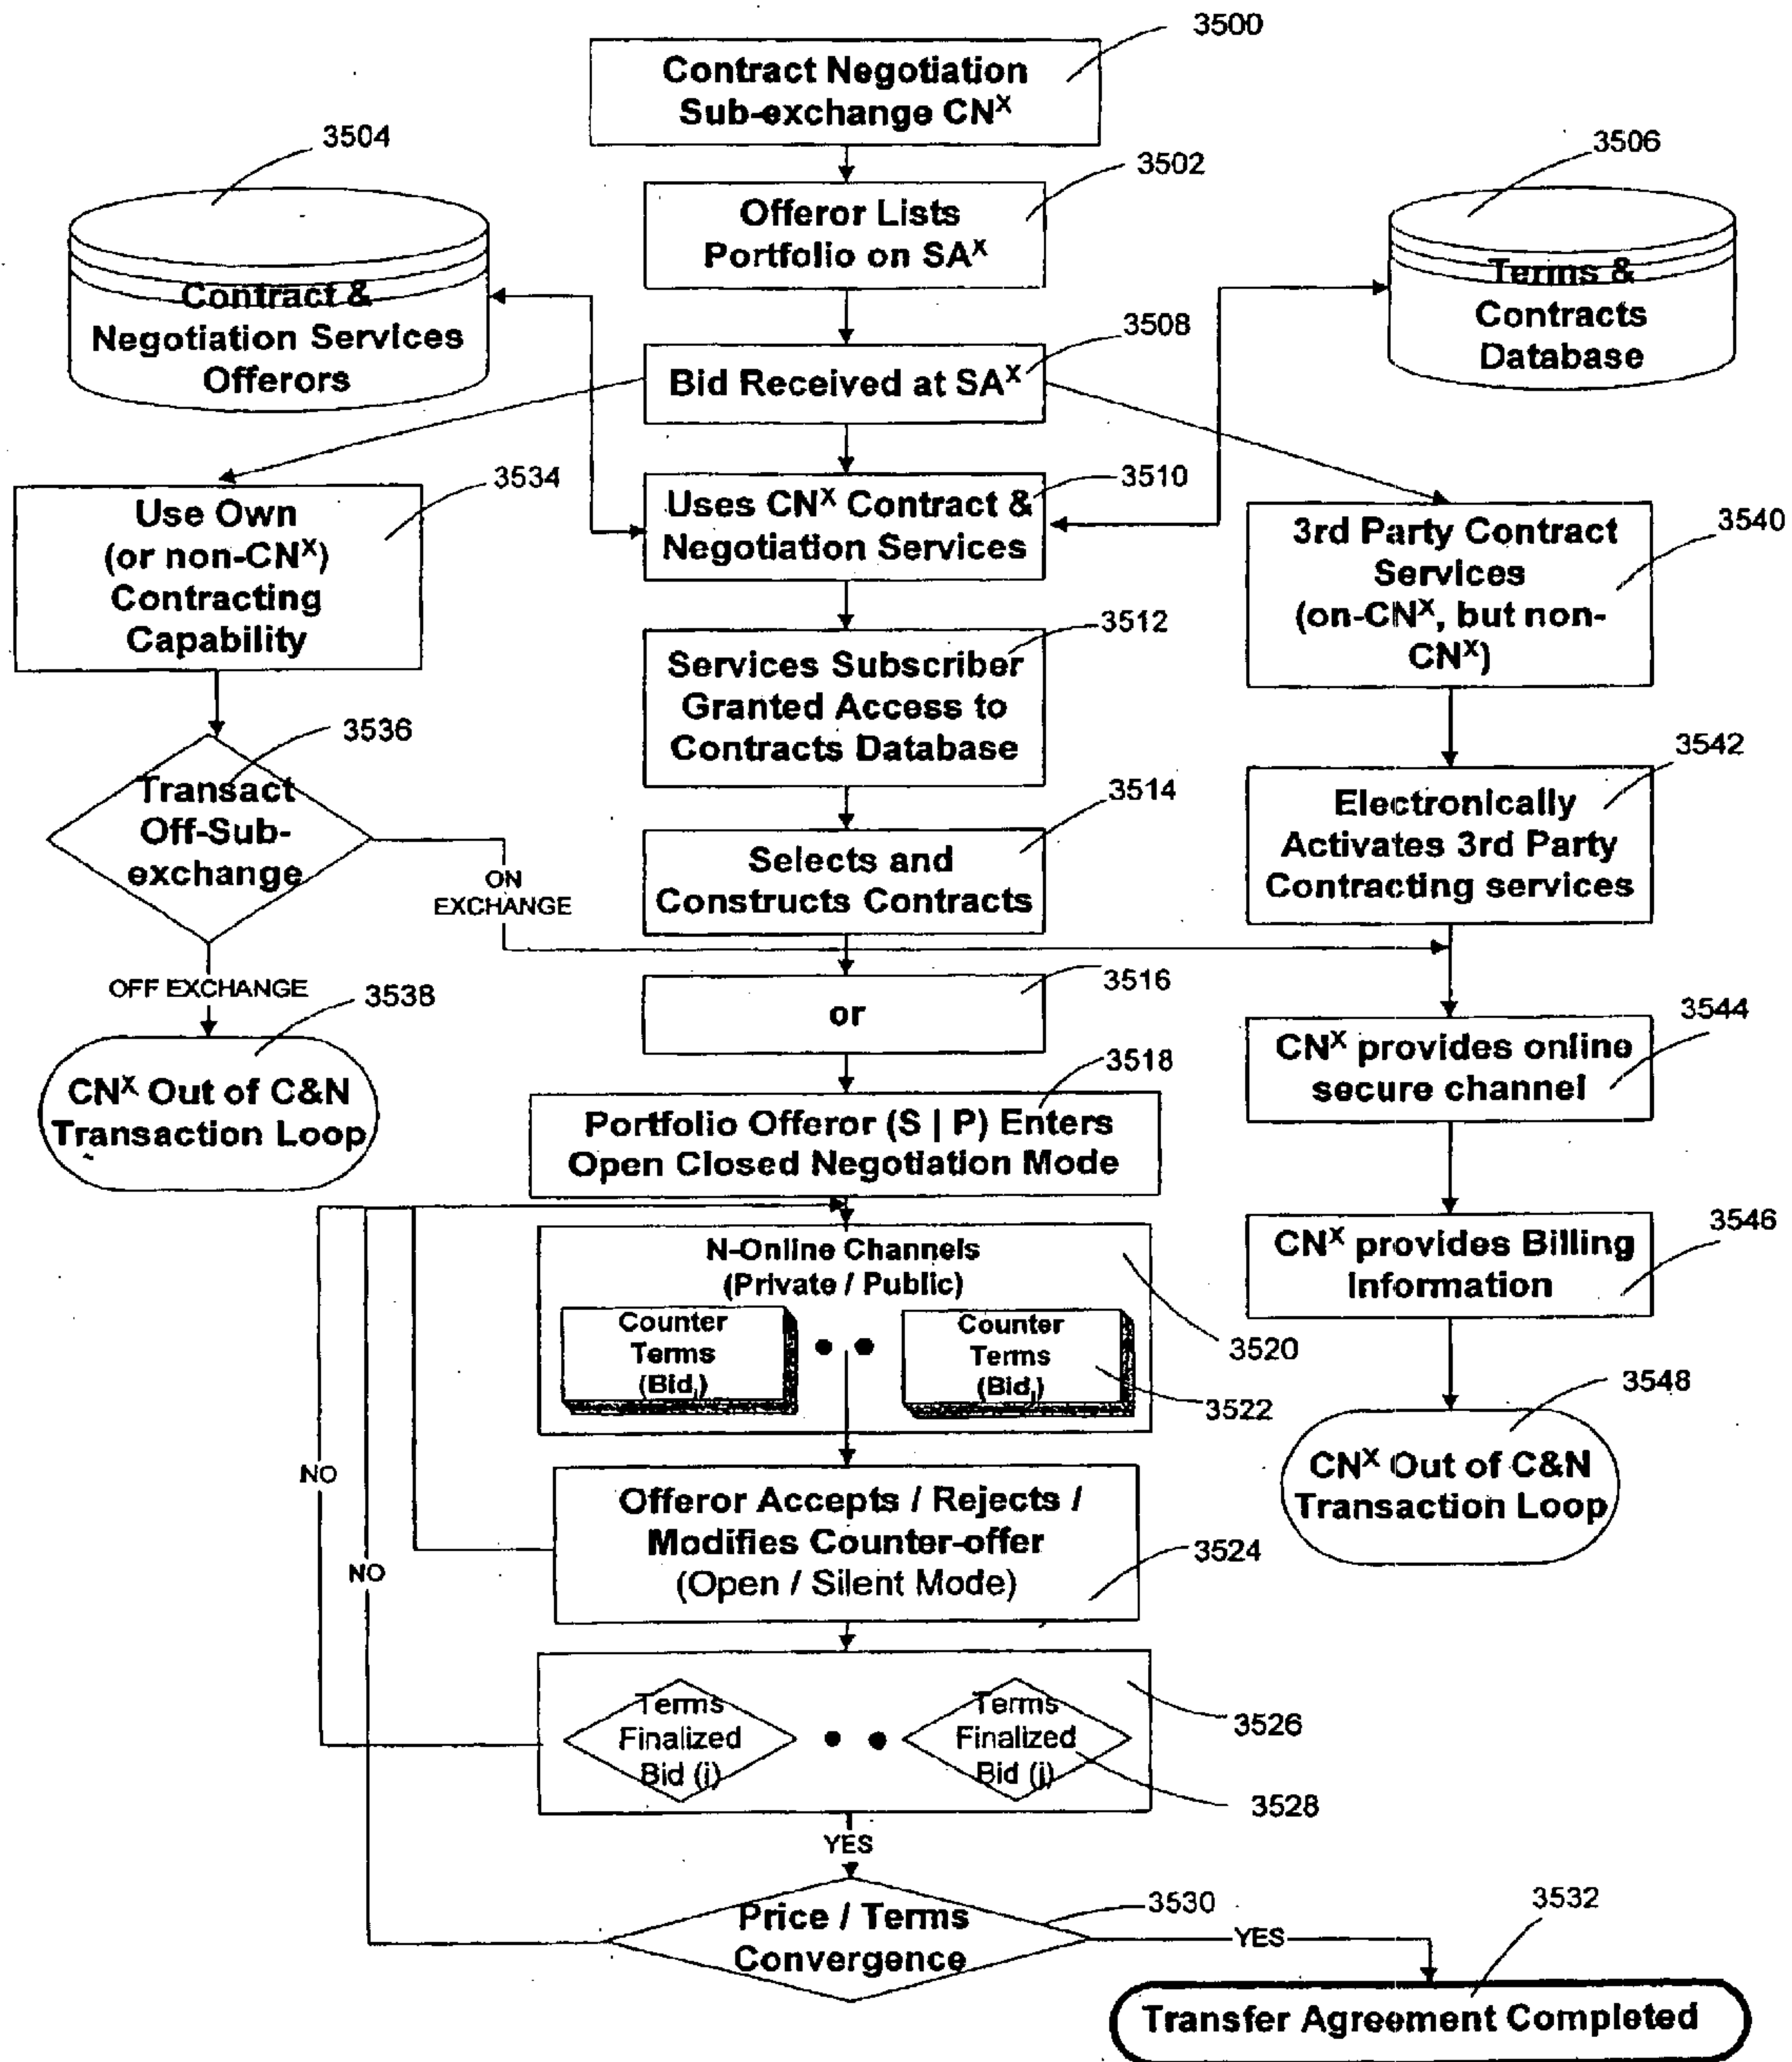 3500
Contract Negotiation
Sub-exchange CNX
3504
3502
3506
Offeror Lists
Portfolio on SAX
Contract &
Negotiation Services
Offerors
Terms &
Contracts
Database
3508
Bid Received at SAX
3534
Use Own
(or non-CNX)
Contracting
Capability
3510
Uses CNX Contract &
Negotiation Services
3540
3rd Party Contract
Services
(on-CNX, but non-
CNX)
3512
Services Subscriber
Granted Access to
Contracts Database
3536
Transact
Off-Sub-
exchange
ON
EXCHANGE
OFF EXCHANGE
3542
Electronically
Activates 3rd Party
Contracting services
3514
Selects and
Constructs Contracts
3516
or
3538
CNX Out of C&N
Transaction Loop
3544
CNX provides online
secure channel
3518
Portfolio Offeror (S | P) Enters
Open Closed Negotiation Mode
3546
CNX provides Billing
Information
N-Online Channels
(Private / Public)
3520
Counter
Terms
(Bidi)
Counter
Terms
(Bidj)
3522
3548
CNX Out of C&N
Transaction Loop
NO
NO
Offeror Accepts / Rejects /
Modifies Counter-offer
(Open / Silent Mode)
3524
3526
Terms
Finalized
Bid (i)
Terms
Finalized
Bid (j)
3528
YES
3530
Price / Terms
Convergence
YES
3532
Transfer Agreement Completed